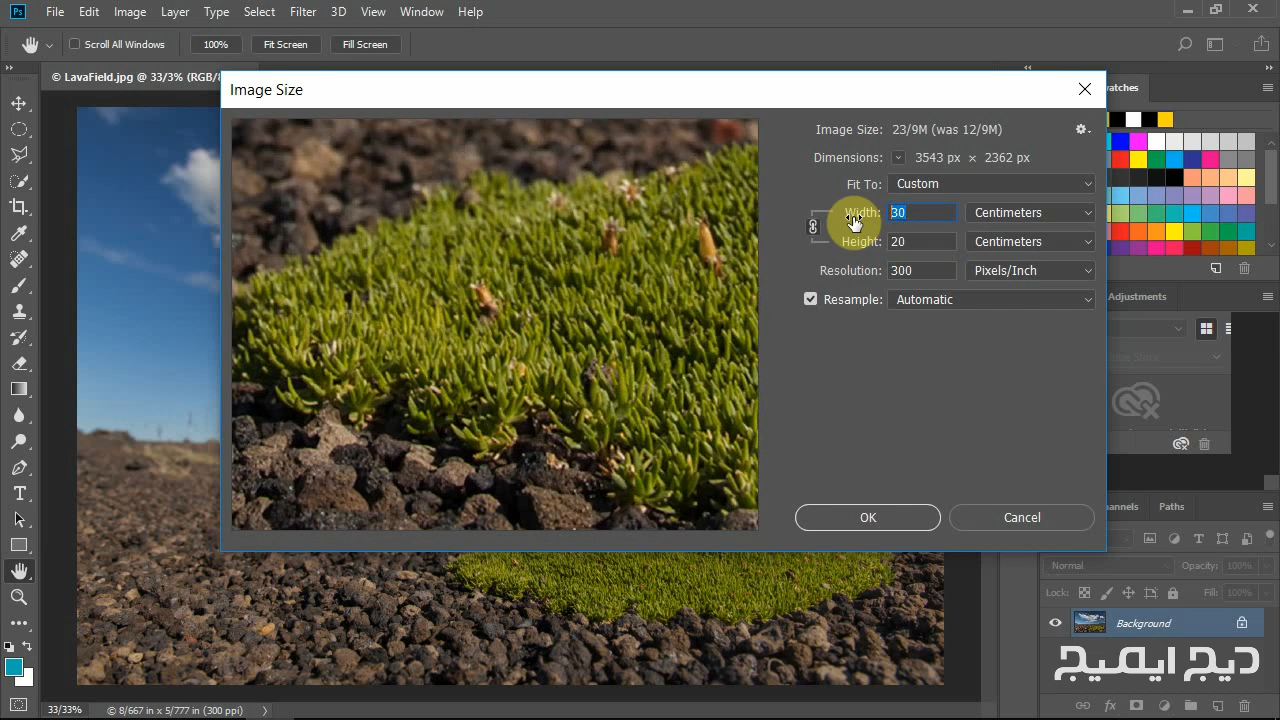 Ps File Edit Image Layer Type Select Filter 3D View Window Help
Scroll All Windows 100% Fit Screen Fill Screen
© LavaField.jpg @ 33/3% (RGB/8
Image Size
watches
Image Size: 23/9M (was 12/9M)
Dimensions: 3543 px × 2362 px
Fit To: Custom
Width: 30 Centimeters
Height: 20 Centimeters
Resolution: 300 Pixels/Inch
Resample: Automatic
Adjustments
OK Cancel
annels Paths
Normal Opacity: 100%
Lock: Fill: 100%
Background
دیج ایمیج
33/33% © 8/667 in x 5/777 in (300 ppi)